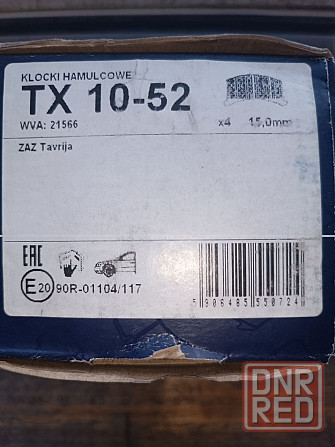 KLOCKI HAMULCOWE
TX 10-52
WVA: 21566
x4 15,0mm
ZAZ Tavrija
EAC
E 20 90R-01104/117
5 906485 550724
DNR
RED